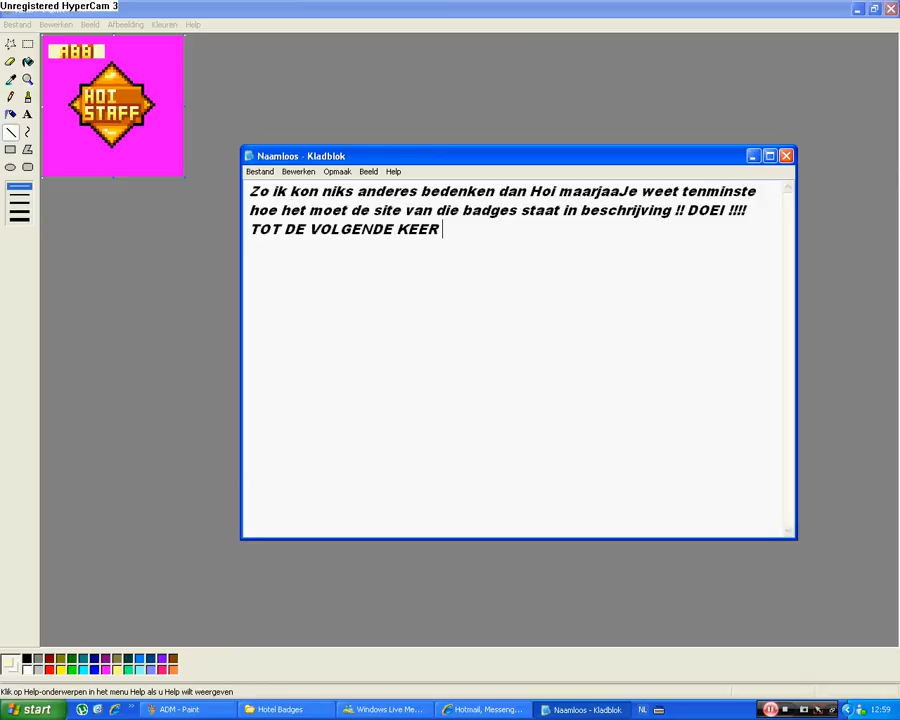 Unregistered HyperCam 3
Bestand Bewerken Beeld Afbeelding Kleuren Help
ABB
HOI
STAFF
Naamloos - Kladblok
Bestand Bewerken Opmaak Beeld Help
Zo ik kon niks anderes bedenken dan Hoi maarjaaJe weet tenminste
hoe het moet de site van die badges staat in beschrijving !! DOEI !!!!
TOT DE VOLGENDE KEER
Klik op Help-onderwerpen in het menu Help als u Help wilt weergeven
start ADM - Paint Hotel Badges Windows Live Me... Hotmail, Messeng... Naamloos - Kladblok NL 12:59